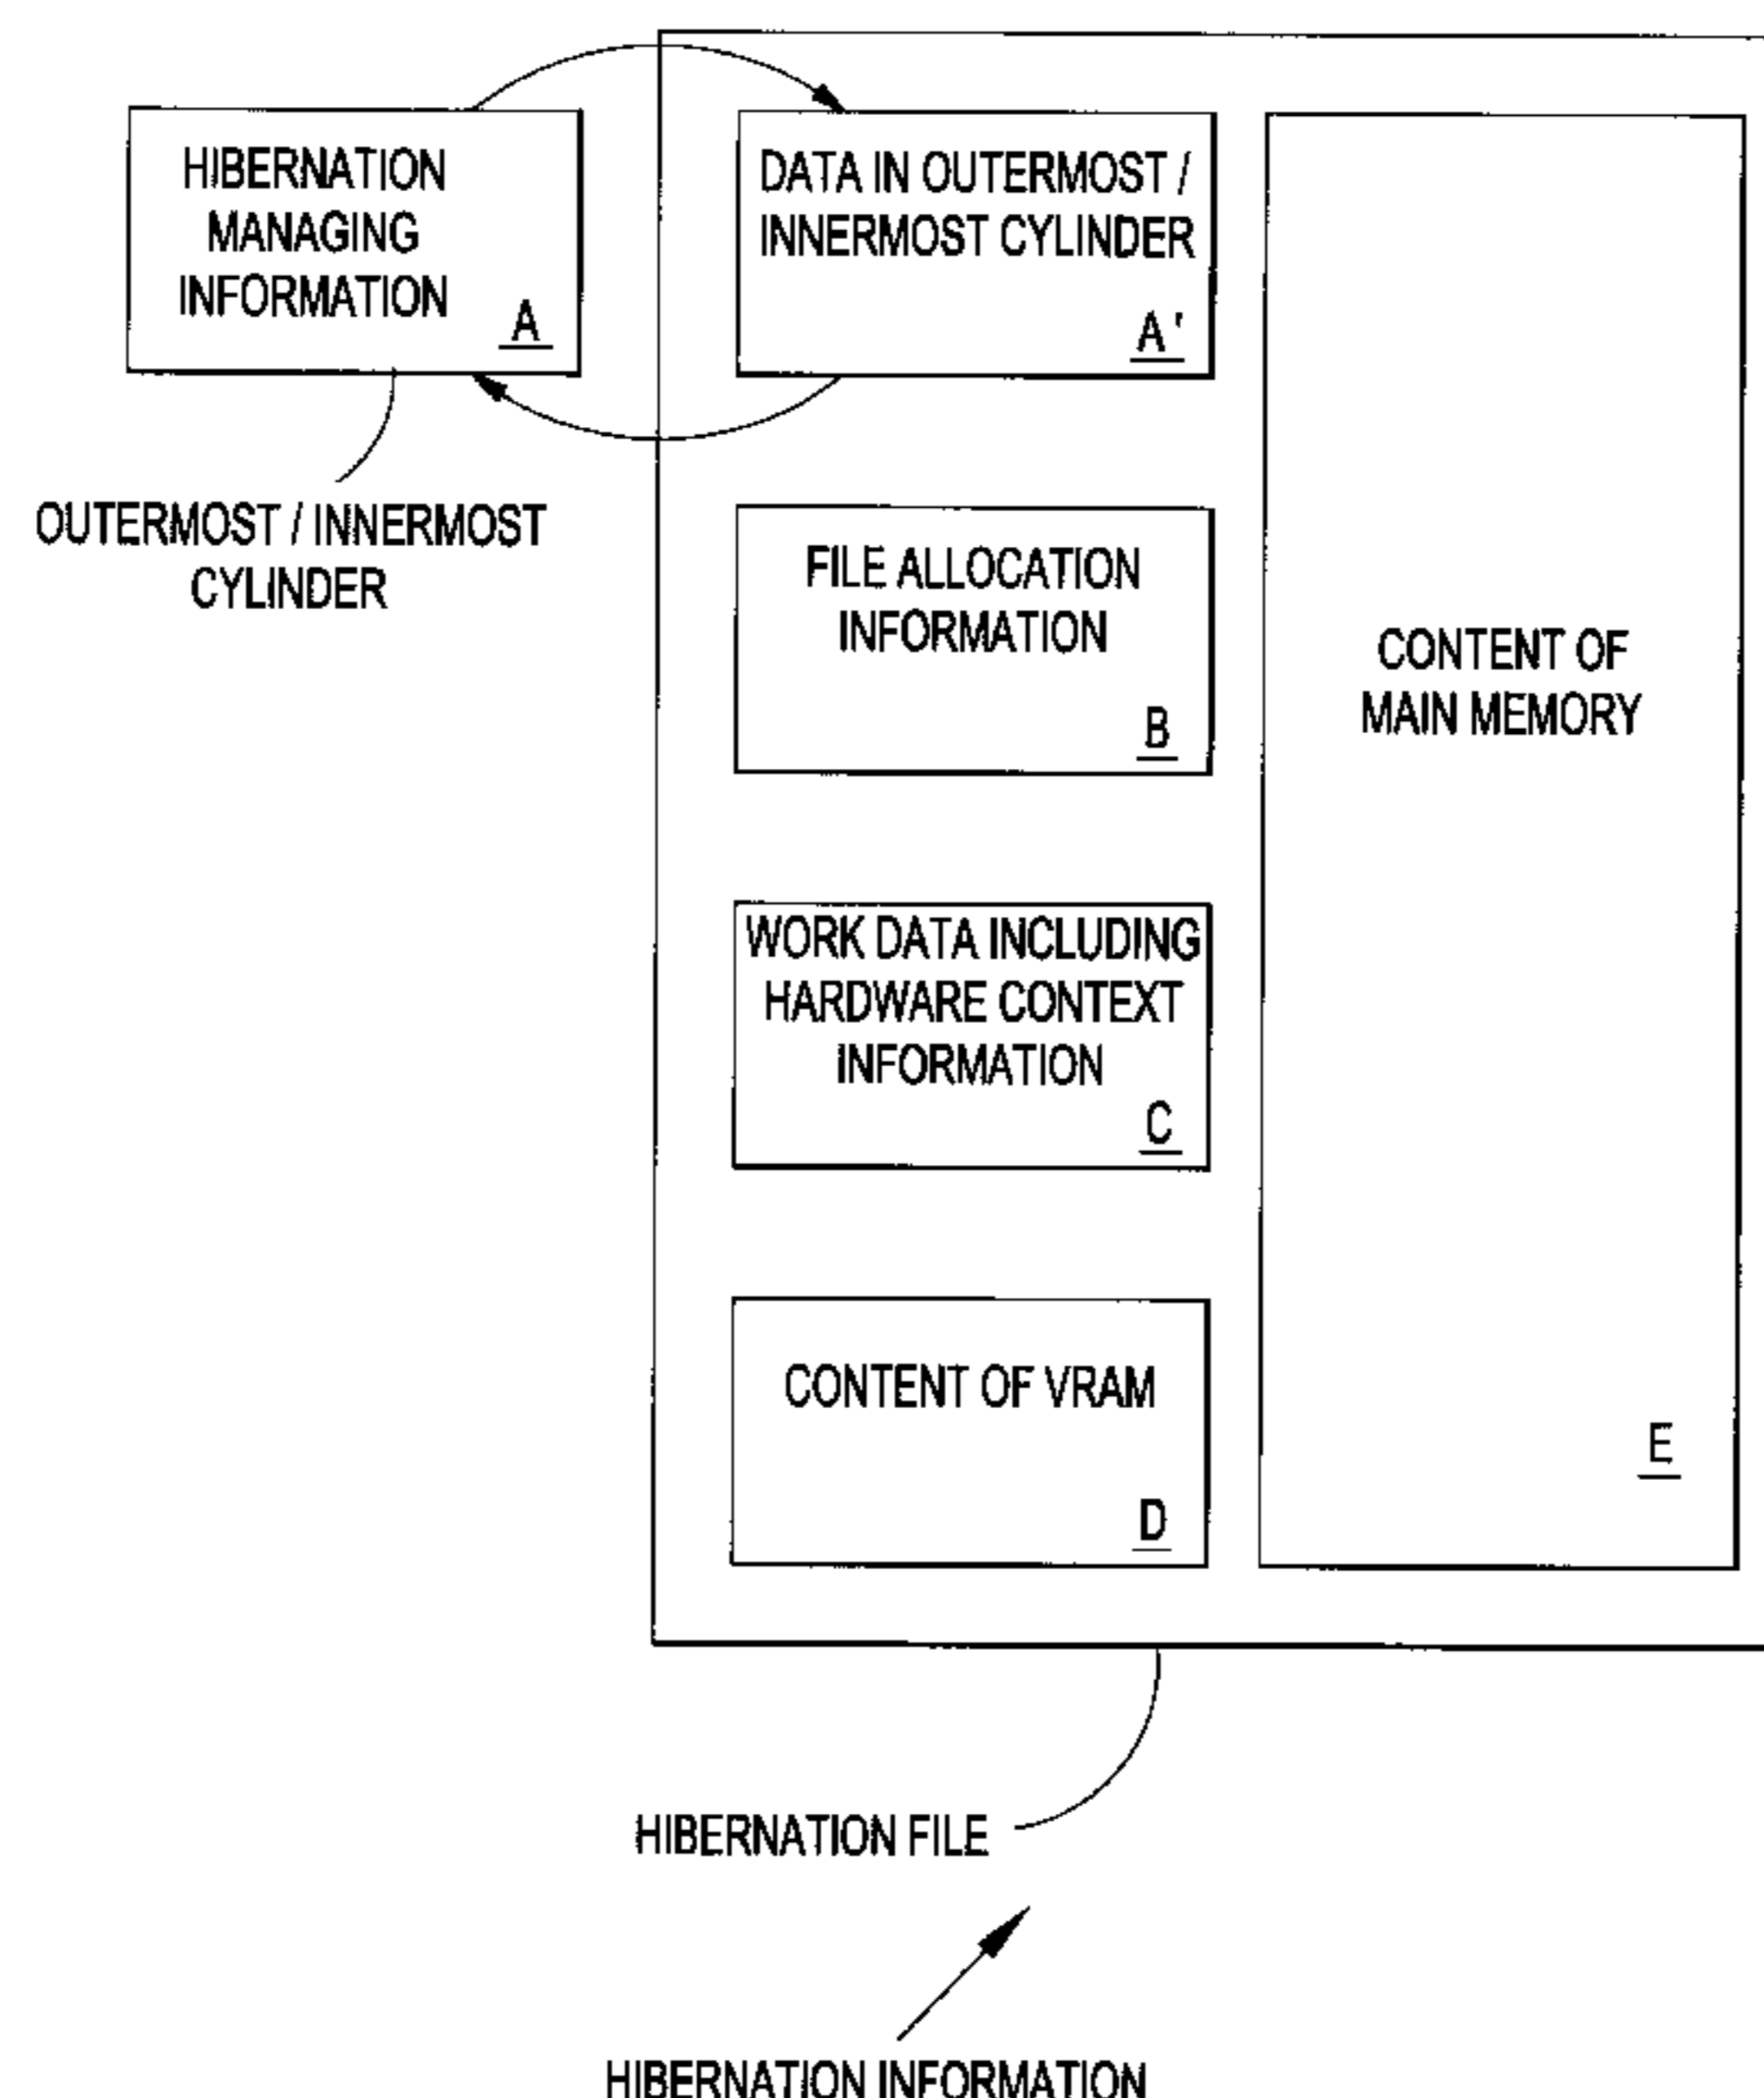 HIBERNATION
MANAGING
INFORMATION
A
OUTERMOST / INNERMOST
CYLINDER
DATA IN OUTERMOST /
INNERMOST CYLINDER
A'
FILE ALLOCATION
INFORMATION
B
WORK DATA INCLUDING
HARDWARE CONTEXT
INFORMATION
C
CONTENT OF VRAM
D
CONTENT OF
MAIN MEMORY
E
HIBERNATION FILE
HIBERNATION INFORMATION